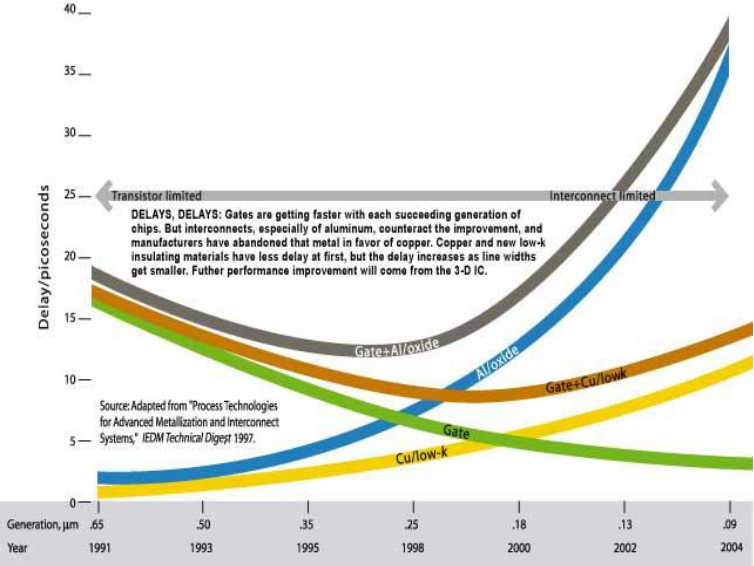 40
35
30
25
20
15
10
5
0
Delay/picoseconds
Transistor limited
Interconnect limited
DELAYS, DELAYS: Gates are getting faster with each succeeding generation of
chips. But interconnects, especially of aluminum, counteract the improvement, and
manufacturers have abandoned that metal in favor of copper. Copper and new low-k
insulating materials have less delay at first, but the delay increases as line widths
get smaller. Futher performance improvement will come from the 3-D IC.
Gate+Al/oxide
Al/oxide
Gate+Cu/lowk
Gate
Cu/low-k
Source: Adapted from "Process Technologies
for Advanced Metallization and Interconnect
Systems," IEDM Technical Digest 1997.
Generation, μm .65 .50 .35 .25 .18 .13 .09
Year 1991 1993 1995 1998 2000 2002 2004